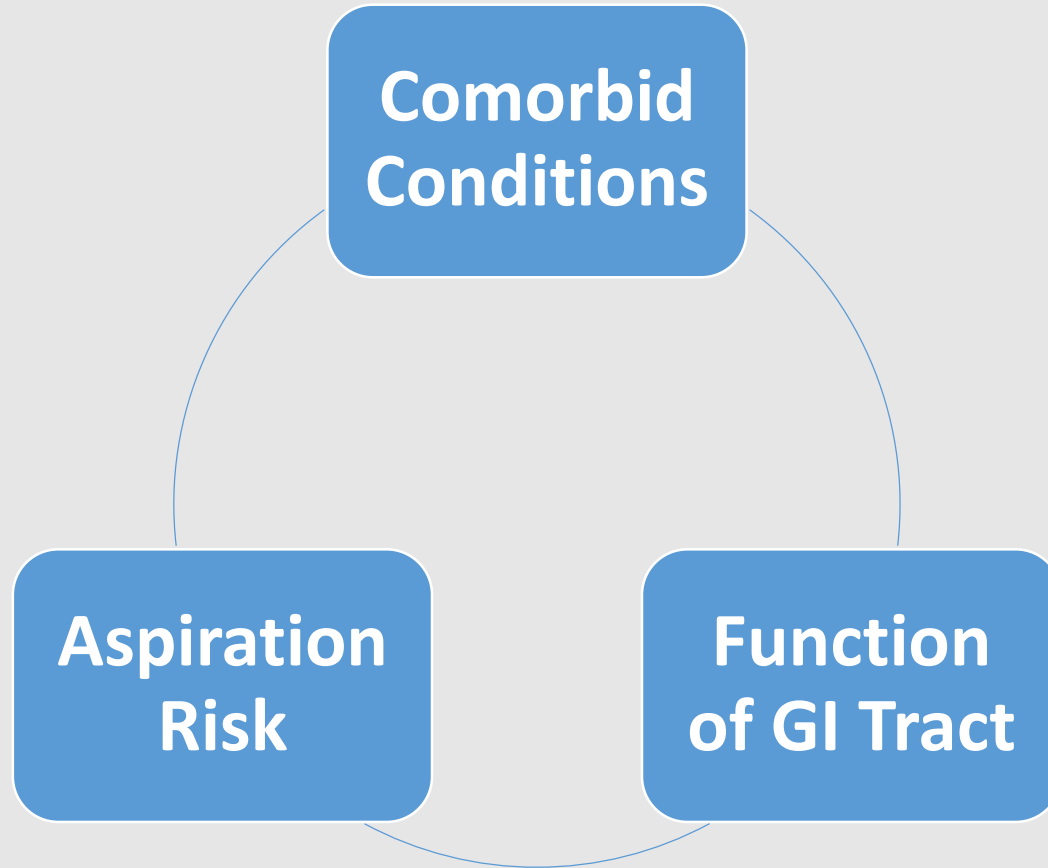 Comorbid
Conditions
Aspiration
Risk
Function
of GI Tract